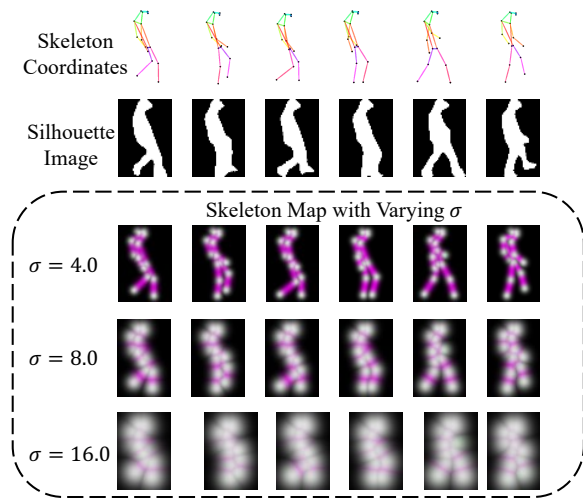 Skeleton
Coordinates
Silhouette
Image
Skeleton Map with Varying σ
σ = 4.0
σ = 8.0
σ = 16.0